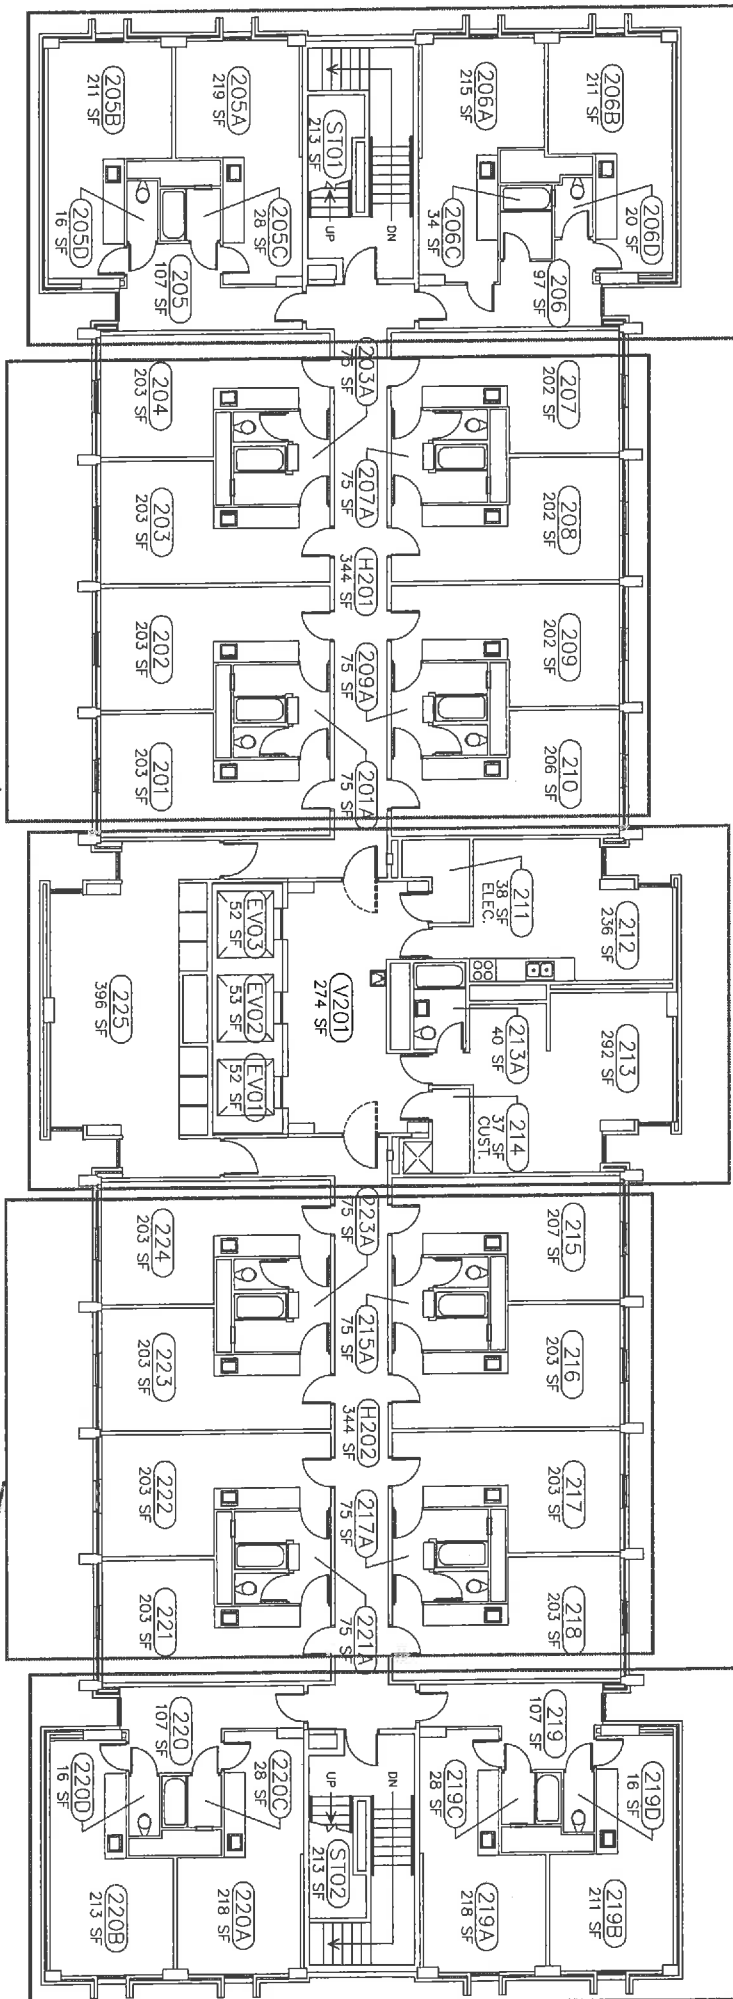 205B
211 SF
205A
219 SF
ST01
213 SF
206A
215 SF
206B
211 SF
205D
16 SF
205C
28 SF
UP
DN
206C
34 SF
206D
20 SF
205
107 SF
206
97 SF
204
203 SF
203A
75 SF
207
202 SF
203
203 SF
207A
75 SF
208
202 SF
H201
344 SF
202
203 SF
209A
75 SF
209
202 SF
201
203 SF
201A
75 SF
210
206 SF
211
38 SF
ELEC.
212
236 SF
EV03
52 SF
225
396 SF
EV02
53 SF
V201
274 SF
213A
40 SF
213
292 SF
EV01
52 SF
214
37 SF
CUST.
224
203 SF
223A
75 SF
215
207 SF
223
203 SF
215A
75 SF
216
203 SF
H202
344 SF
222
203 SF
217A
75 SF
217
203 SF
221
203 SF
221A
75 SF
218
203 SF
220
107 SF
219
107 SF
220D
16 SF
220C
28 SF
UP
DN
219C
28 SF
219D
16 SF
ST02
213 SF
220B
213 SF
220A
218 SF
219A
218 SF
219B
211 SF